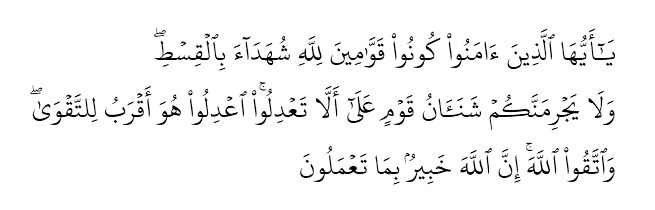 يَـٰٓأَيُّهَا ٱلَّذِينَ ءَامَنُوا۟ كُونُوا۟ قَوَّٰمِينَ لِلَّهِ شُهَدَآءَ بِٱلْقِسْطِ ۖ
وَلَا يَجْرِمَنَّكُمْ شَنَـَٔانُ قَوْمٍ عَلَىٰٓ أَلَّا تَعْدِلُوا۟ ۚ ٱعْدِلُوا۟ هُوَ أَقْرَبُ لِلتَّقْوَىٰ ۖ
وَٱتَّقُوا۟ ٱللَّهَ ۚ إِنَّ ٱللَّهَ خَبِيرٌۢ بِمَا تَعْمَلُونَ